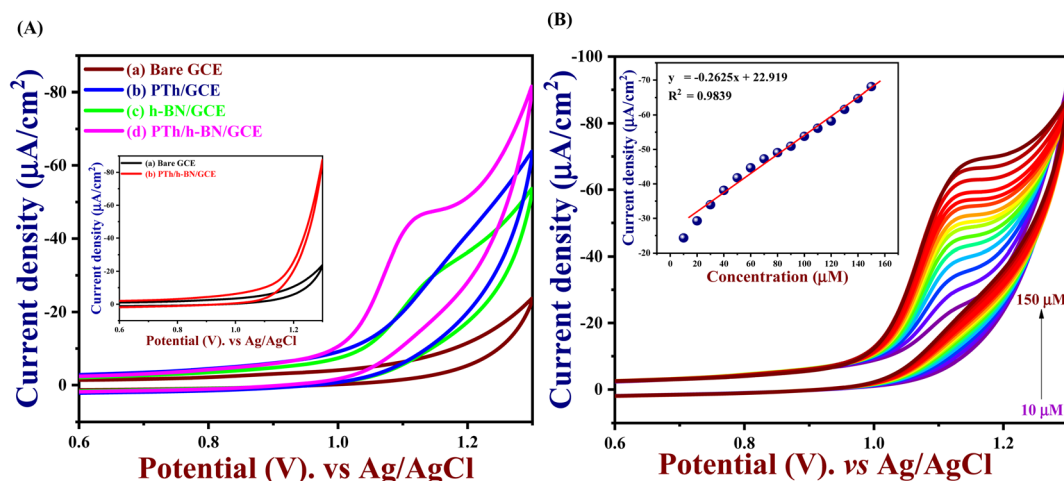 (A)
(a) Bare GCE
(b) PTh/GCE
(c) h-BN/GCE
(d) PTh/h-BN/GCE
Current density (μA/cm²)
-80
-60
-40
-20
0
0.6
0.8
1.0
1.2
Potential (V). vs Ag/AgCl
(a) Bare GCE
(b) PTh/h-BN/GCE
Current density (μA/cm²)
-80
-60
-40
-20
0
0.6
0.8
1.0
1.2
Potential (V). vs Ag/AgCl
(B)
Current density (μA/cm²)
-100
-80
-60
-40
-20
0
0.6
0.8
1.0
1.2
Potential (V). vs Ag/AgCl
y = -0.2625x + 22.919
R² = 0.9839
Current density (μA/cm²)
-70
-60
-50
-40
-30
-20
0
20
40
60
80
100
120
140
160
Concentration (μM)
150 μM
10 μM